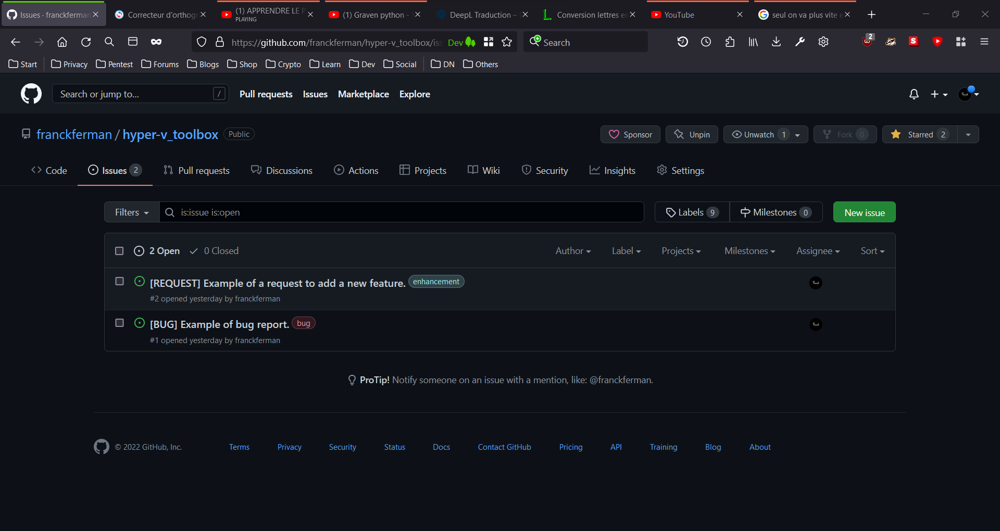 Issues · franckferman
Correcteur d'orthogr
(1) APPRENDRE LE P
PLAYING
(1) Graven python -
DeepL Traduction –
Conversion lettres en
YouTube
seul on va plus vite e
https://github.com/franckferman/hyper-v_toolbox/iss
Dev
Search
2
Start
Privacy
Pentest
Forums
Blogs
Shop
Crypto
Learn
Dev
Social
DN
Others
Search or jump to...
/
Pull requests
Issues
Marketplace
Explore
franckferman / hyper-v_toolbox
Public
Sponsor
Unpin
Unwatch 1
Fork 0
Starred 2
Code
Issues 2
Pull requests
Discussions
Actions
Projects
Wiki
Security
Insights
Settings
Filters
is:issue is:open
Labels 9
Milestones 0
New issue
2 Open
0 Closed
Author
Label
Projects
Milestones
Assignee
Sort
[REQUEST] Example of a request to add a new feature. enhancement
#2 opened yesterday by franckferman
[BUG] Example of bug report. bug
#1 opened yesterday by franckferman
ProTip! Notify someone on an issue with a mention, like: @franckferman.
© 2022 GitHub, Inc.
Terms
Privacy
Security
Status
Docs
Contact GitHub
Pricing
API
Training
Blog
About